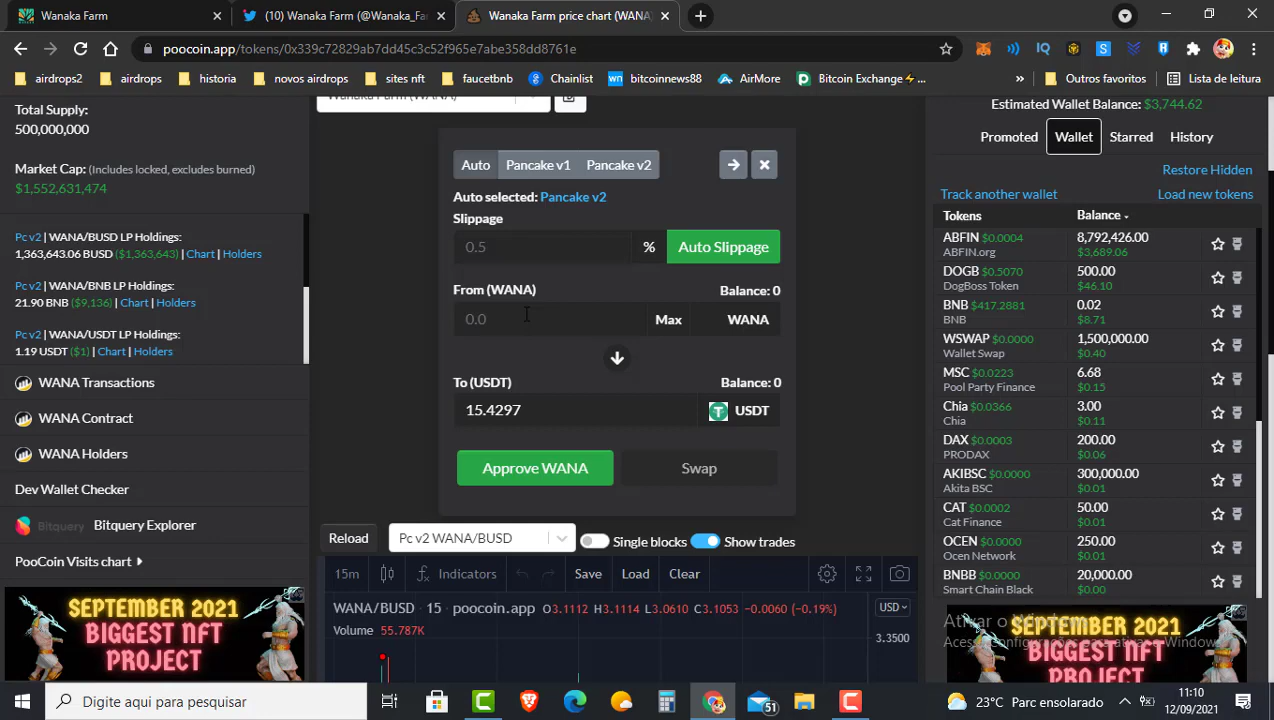 Wanaka Farm
(10) Wanaka Farm (@Wanaka_Farm
Wanaka Farm price chart (WANA)
poocoin.app/tokens/0x339c72829ab7dd45c3c52f965e7abe358dd8761e
airdrops2
airdrops
historia
novos airdrops
sites nft
faucetbnb
Chainlist
bitcoinnews88
AirMore
Bitcoin Exchange⚡...
»
Outros favoritos
Lista de leitura
Total Supply:
500,000,000
Market Cap: (Includes locked, excludes burned)
$1,552,631,474
Pc v2 | WANA/BUSD LP Holdings:
1,363,643.06 BUSD ($1,363,643) | Chart | Holders
Pc v2 | WANA/BNB LP Holdings:
21.90 BNB ($9,136) | Chart | Holders
Pc v2 | WANA/USDT LP Holdings:
1.19 USDT ($1) | Chart | Holders
WANA Transactions
WANA Contract
WANA Holders
Dev Wallet Checker
Bitquery Bitquery Explorer
PooCoin Visits chart
SEPTEMBER 2021
BIGGEST NFT
PROJECT
Wanaka Farm (WANA)
Auto Pancake v1 Pancake v2
Auto selected: Pancake v2
Slippage
0.5 % Auto Slippage
From (WANA) Balance: 0
0.0 Max WANA
To (USDT) Balance: 0
15.4297 USDT
Approve WANA Swap
Reload Pc v2 WANA/BUSD Single blocks Show trades
15m Indicators Save Load Clear
WANA/BUSD · 15 · poocoin.app O3.1112 H3.1114 L3.0610 C3.1053 -0.0060 (-0.19%)
USD
Volume 55.787K
3.3500
Estimated Wallet Balance: $3,744.62
Promoted Wallet Starred History
Restore Hidden
Track another wallet Load new tokens
Tokens Balance
ABFIN $0.0004 8,792,426.00
ABFIN.org $3,689.06
DOGB $0.5070 500.00
DogBoss Token $46.10
BNB $417.2881 0.02
BNB $8.71
WSWAP $0.0000 1,500,000.00
Wallet Swap $0.40
MSC $0.0223 6.68
Pool Party Finance $0.15
Chia $0.0366 3.00
Chia $0.11
DAX $0.0003 200.00
PRODAX $0.06
AKIBSC $0.0000 300,000.00
Akita BSC $0.01
CAT $0.0002 50.00
Cat Finance $0.01
OCEN $0.0000 250.00
Ocen Network $0.01
BNBB $0.0000 20,000.00
Smart Chain Black $0.00
Ativar o Windows
SEPTEMBER 2021
BIGGEST NFT
PROJECT
Digite aqui para pesquisar
51
23°C Parc ensolarado
11:10
12/09/2021